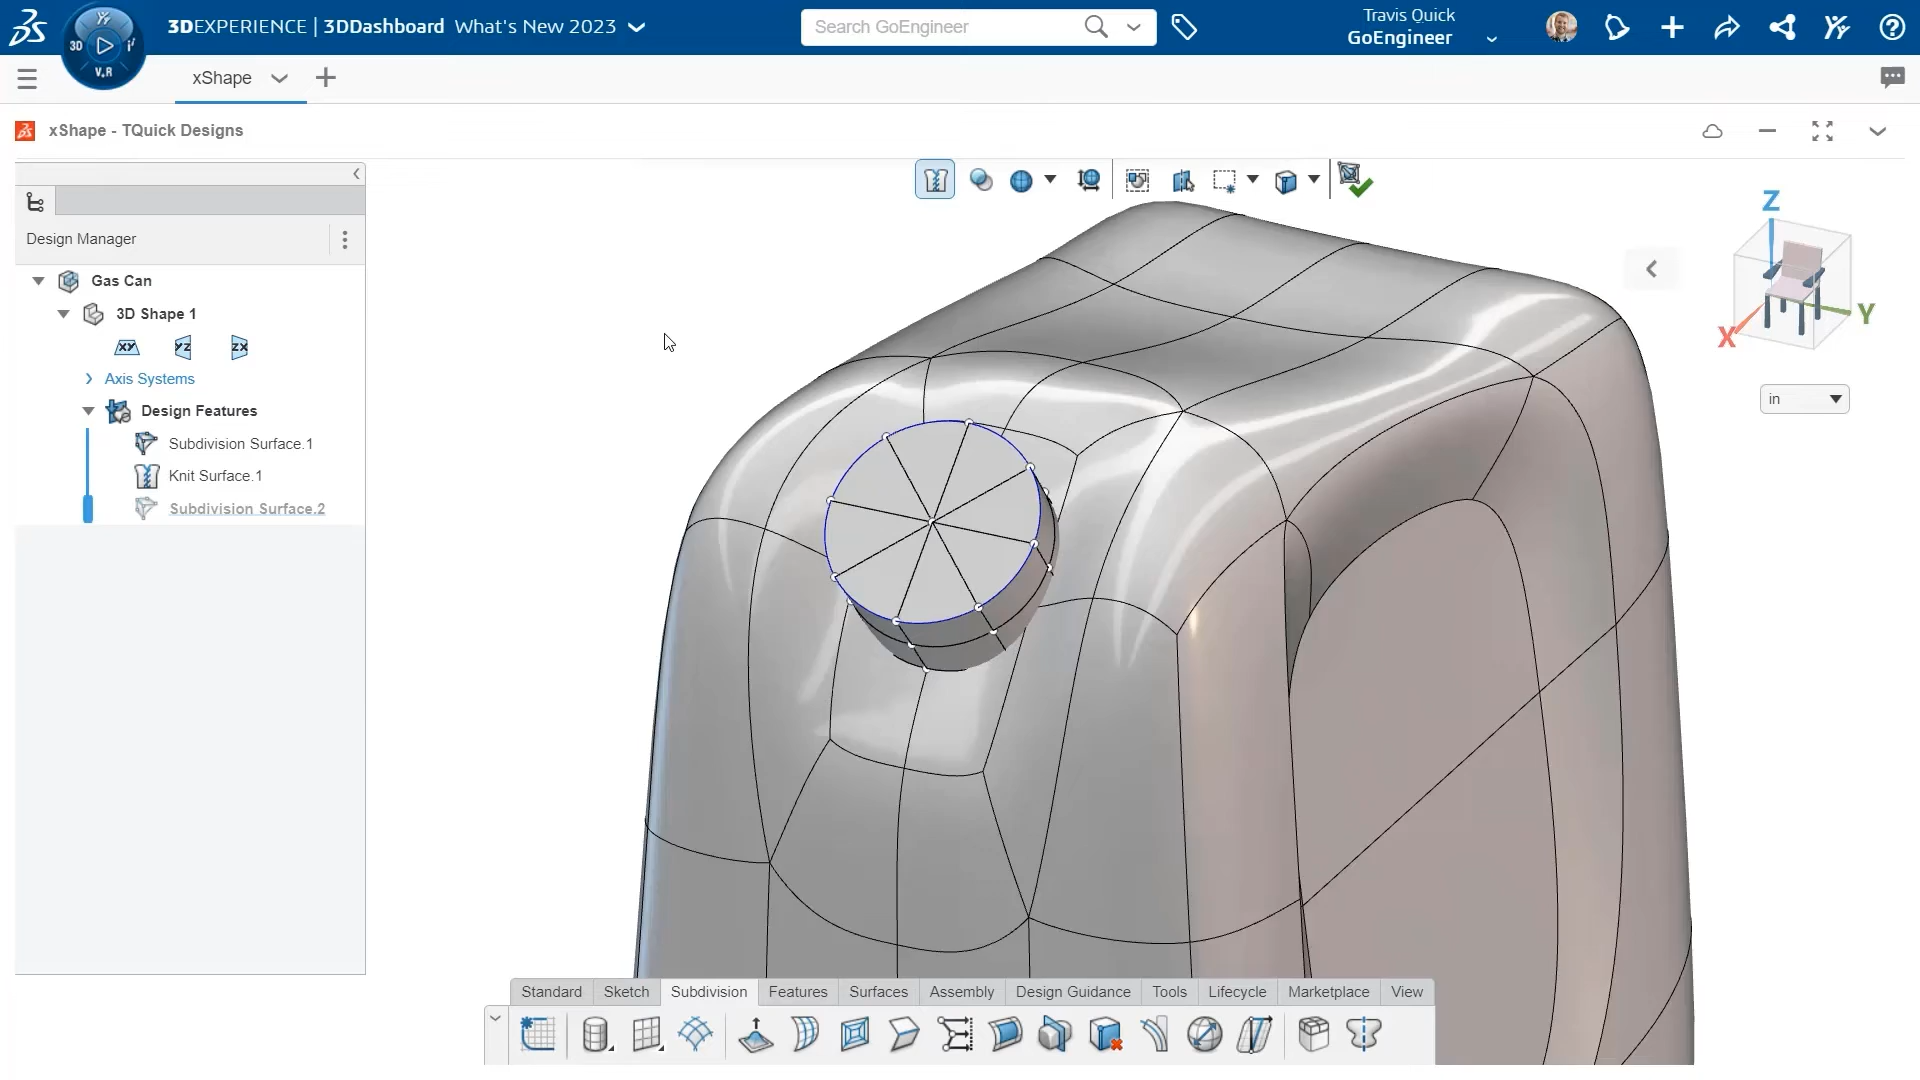 3DEXPERIENCE | 3DDashboard What's New 2023
Search GoEngineer
Travis Quick
GoEngineer
3D
V.R
xShape
xShape - TQuick Designs
Design Manager
Gas Can
3D Shape 1
XY YZ ZX
Axis Systems
Design Features
Subdivision Surface.1
Knit Surface.1
Subdivision Surface.2
Z
Y
X
in
Standard Sketch Subdivision Features Surfaces Assembly Design Guidance Tools Lifecycle Marketplace View